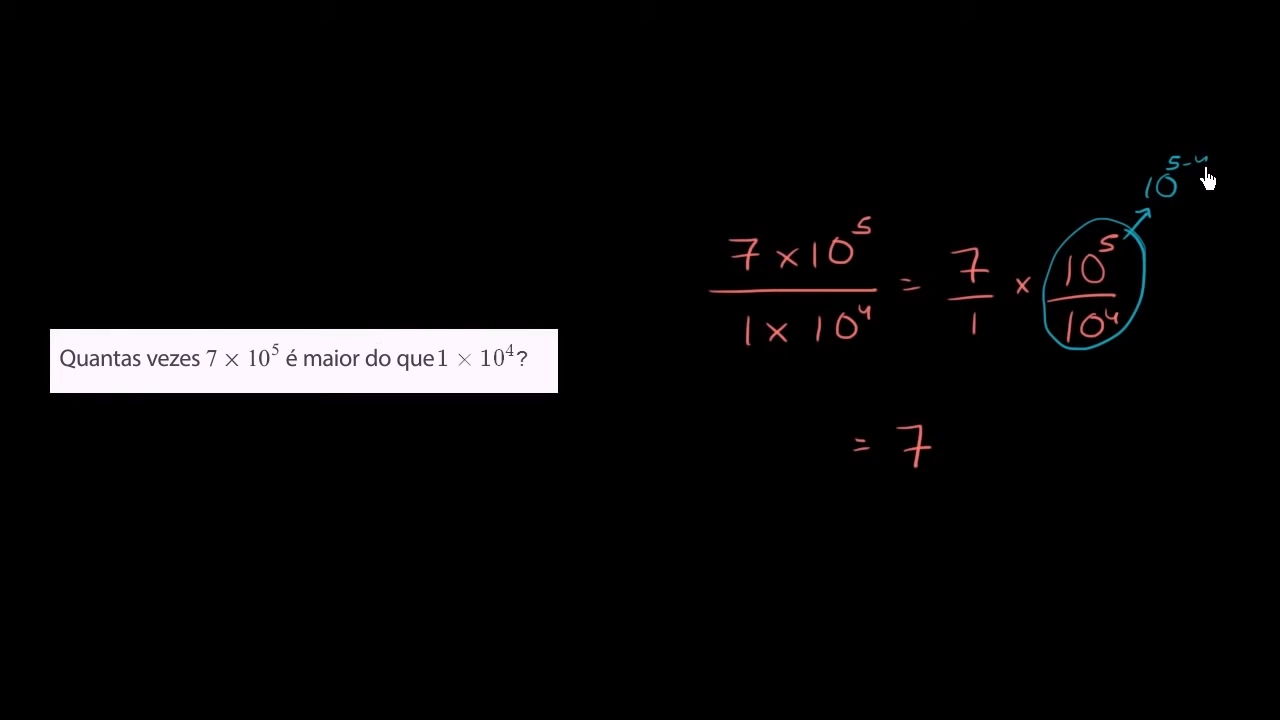 Quantas vezes 7 × 10⁵ é maior do que 1 × 10⁴?
10⁵⁻⁴
7 × 10⁵ / 1 × 10⁴ = 7/1 × 10⁵/10⁴
= 7